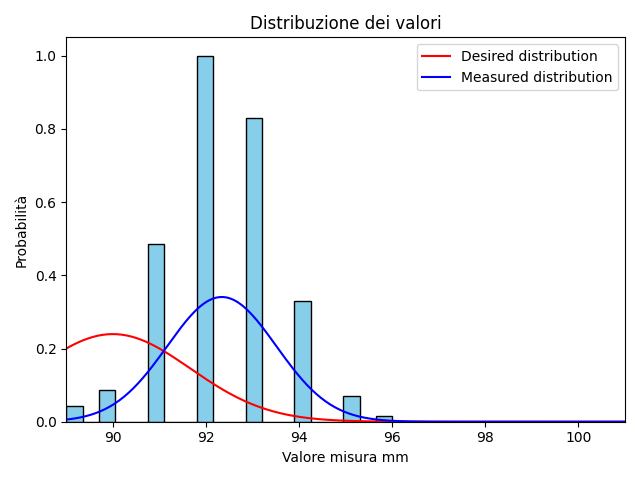 Distribuzione dei valori
Desired distribution
Measured distribution
Probabilità
1.0
0.8
0.6
0.4
0.2
0.0
90 92 94 96 98 100
Valore misura mm